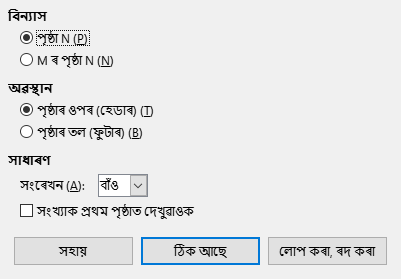 বিন্যাস
পৃষ্ঠা N (P)
M ৰ পৃষ্ঠা N (N)
অৱস্থান
পৃষ্ঠাৰ ওপৰ (হেডাৰ) (T)
পৃষ্ঠাৰ তল (ফুটাৰ) (B)
সাধাৰণ
সংৰেখন (A): বাঁও
সংখ্যাক প্ৰথম পৃষ্ঠাত দেখুৱাওক
সহায় ঠিক আছে লোপ কৰা, ৰদ কৰা